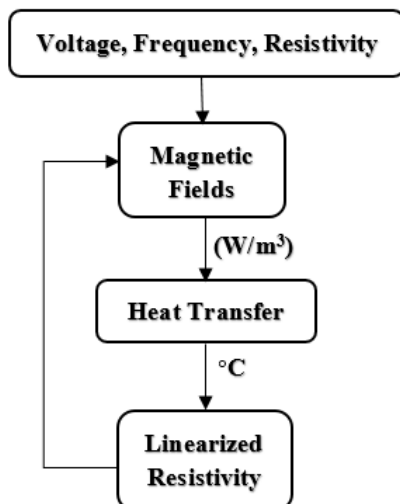 Voltage, Frequency, Resistivity
Magnetic
Fields
(W/m³)
Heat Transfer
°C
Linearized
Resistivity